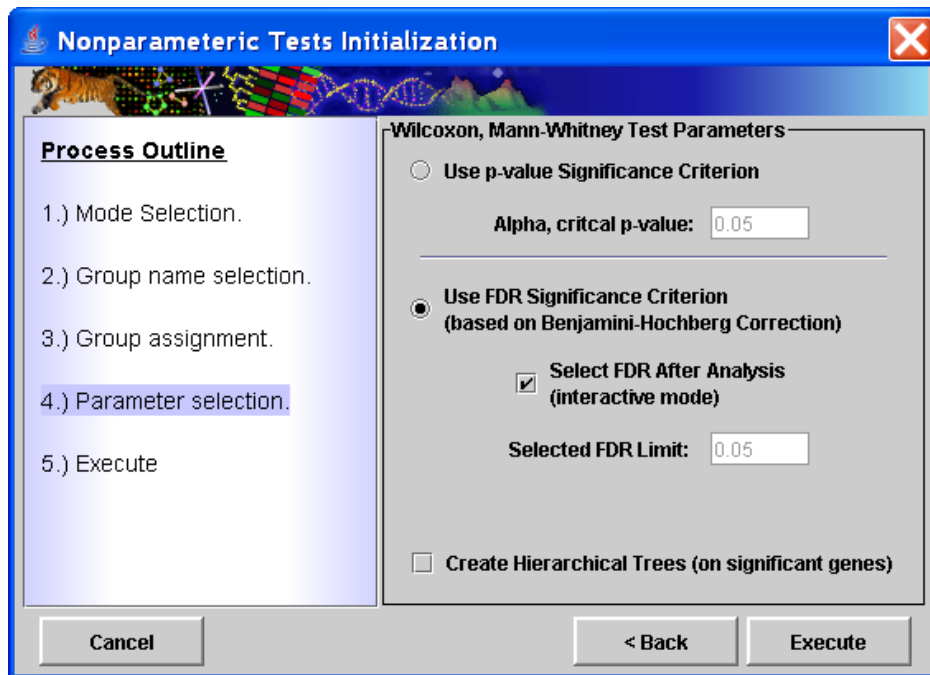 Nonparameteric Tests Initialization
Process Outline
1.) Mode Selection.
2.) Group name selection.
3.) Group assignment.
4.) Parameter selection.
5.) Execute
Wilcoxon, Mann-Whitney Test Parameters
Use p-value Significance Criterion
Alpha, critcal p-value: 0.05
Use FDR Significance Criterion
(based on Benjamini-Hochberg Correction)
Select FDR After Analysis
(interactive mode)
Selected FDR Limit: 0.05
Create Hierarchical Trees (on significant genes)
Cancel
< Back
Execute